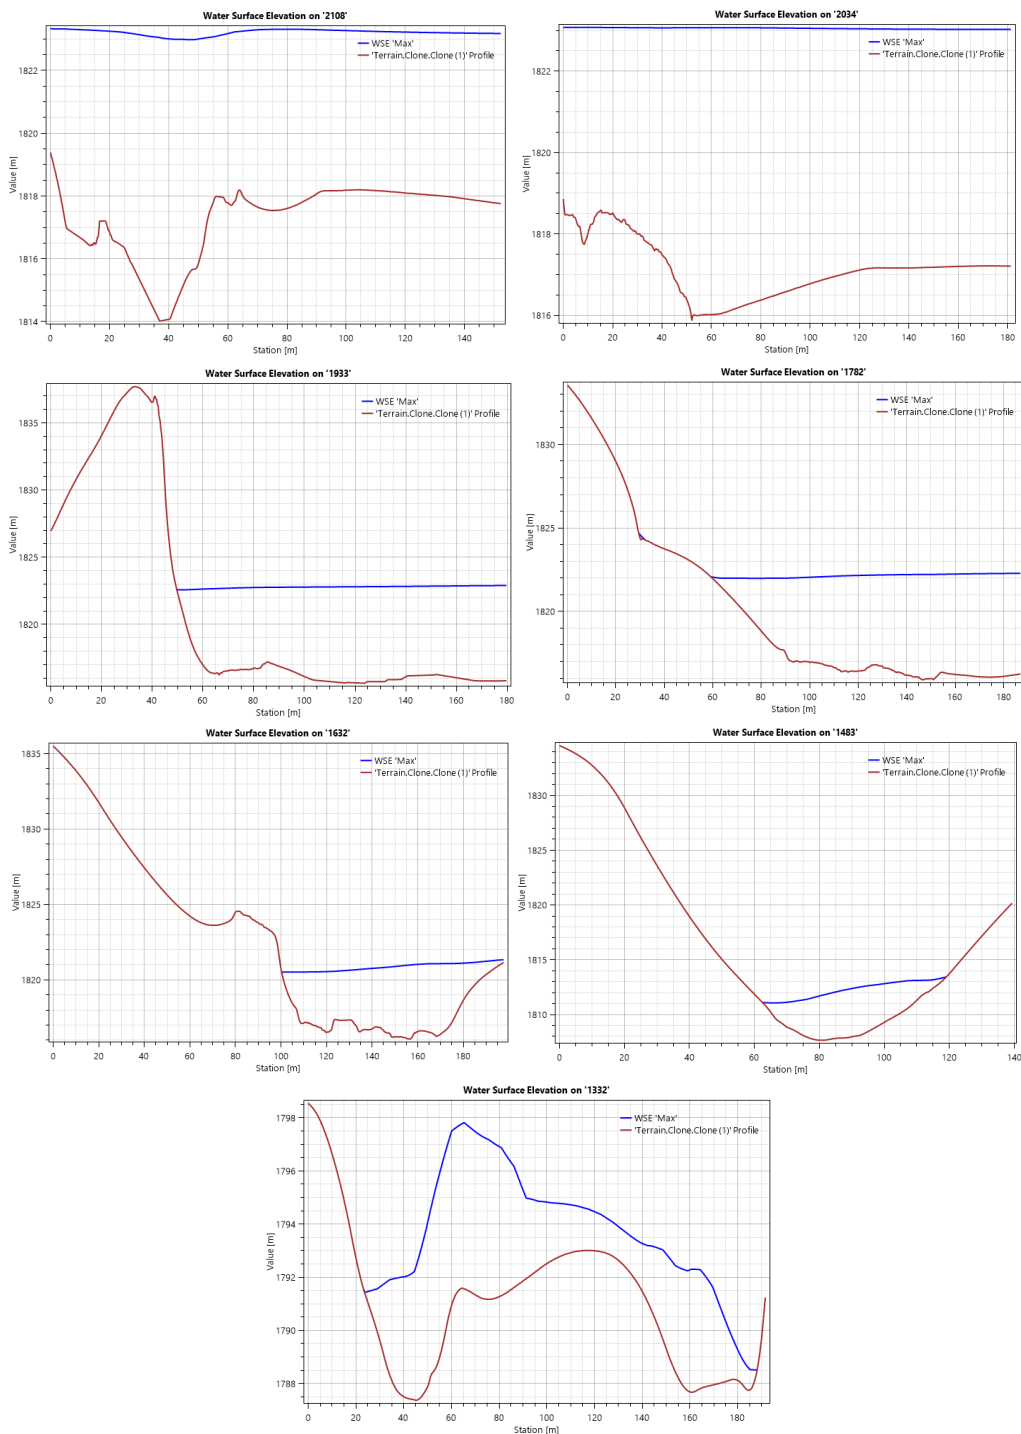 Water Surface Elevation on '2108'
WSE 'Max'
'Terrain.Clone.Clone (1)' Profile
Value [m]
1822
1820
1818
1816
1814
0 20 40 60 80 100 120 140
Station [m]
Water Surface Elevation on '2034'
WSE 'Max'
'Terrain.Clone.Clone (1)' Profile
Value [m]
1822
1820
1818
1816
0 20 40 60 80 100 120 140 160 180
Station [m]
Water Surface Elevation on '1933'
WSE 'Max'
'Terrain.Clone.Clone (1)' Profile
Value [m]
1835
1830
1825
1820
0 20 40 60 80 100 120 140 160 180
Station [m]
Water Surface Elevation on '1782'
WSE 'Max'
'Terrain.Clone.Clone (1)' Profile
Value [m]
1830
1825
1820
0 20 40 60 80 100 120 140 160 180
Station [m]
Water Surface Elevation on '1632'
WSE 'Max'
'Terrain.Clone.Clone (1)' Profile
Value [m]
1835
1830
1825
1820
0 20 40 60 80 100 120 140 160 180
Station [m]
Water Surface Elevation on '1483'
WSE 'Max'
'Terrain.Clone.Clone (1)' Profile
Value [m]
1830
1825
1820
1815
1810
0 20 40 60 80 100 120 140
Station [m]
Water Surface Elevation on '1332'
WSE 'Max'
'Terrain.Clone.Clone (1)' Profile
Value [m]
1798
1796
1794
1792
1790
1788
0 20 40 60 80 100 120 140 160 180
Station [m]